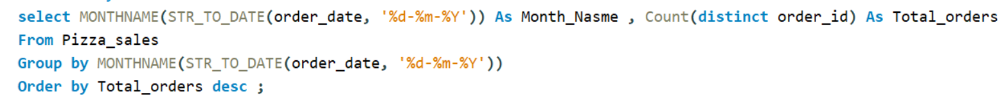 select MONTHNAME(STR_TO_DATE(order_date, '%d-%m-%Y')) As Month_Nasme , Count(distinct order_id) As Total_orders
From Pizza_sales
Group by MONTHNAME(STR_TO_DATE(order_date, '%d-%m-%Y'))
Order by Total_orders desc ;